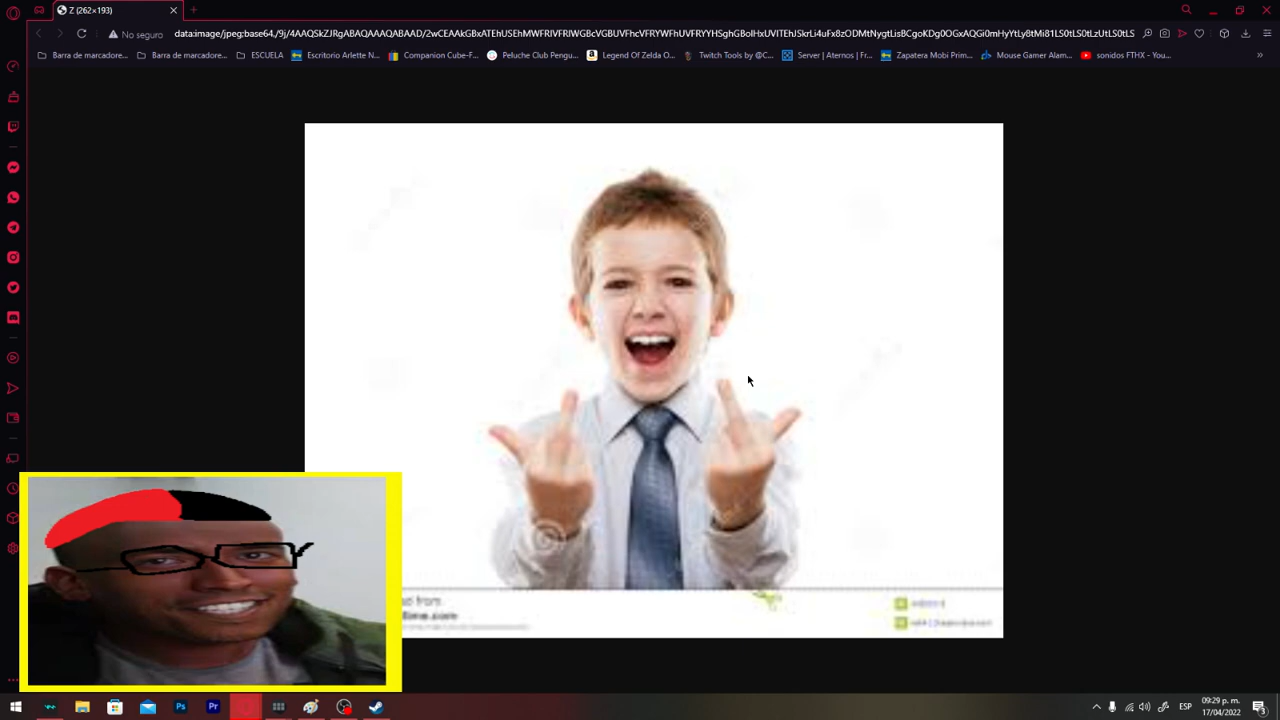 Z (262×193)
No seguro
data:image/jpeg;base64,/9j/4AAQSkZJRgABAQAAAQABAAD/2wCEAAkGBxATEhUSEhMWFRIVFRIWGBcVGBUVFhcVFRYWFhUVFRYYHSghGBolHxUVITEhJSkrLi4uFx8zODMtNygtLisBCgoKDg0OGxAQGi0mHyYtLy8tMi81LS0tLS0tLzUtLS0tLS
Barra de marcadore...
Barra de marcadore...
ESCUELA
Escritorio Arlette N...
Companion Cube-F...
Peluche Club Pengu...
Legend Of Zelda O...
Twitch Tools by @C...
Server | Aternos | Fr...
Zapatera Mobi Prim...
Mouse Gamer Alam...
sonidos FTHX - You...
ESP
09:29 p. m.
17/04/2022